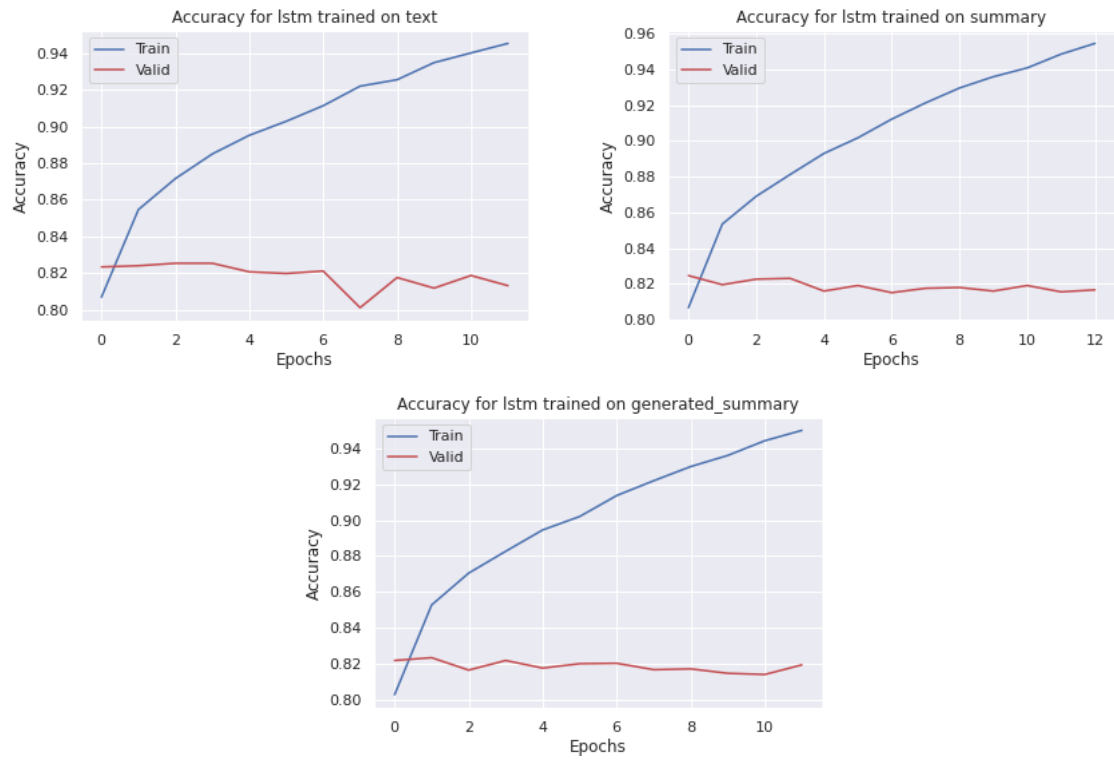 Accuracy for lstm trained on text
Train
Valid
0.94
0.92
0.90
0.88
0.86
0.84
0.82
0.80
Accuracy
0 2 4 6 8 10
Epochs
Accuracy for lstm trained on summary
Train
Valid
0.96
0.94
0.92
0.90
0.88
0.86
0.84
0.82
0.80
Accuracy
0 2 4 6 8 10 12
Epochs
Accuracy for lstm trained on generated_summary
Train
Valid
0.94
0.92
0.90
0.88
0.86
0.84
0.82
0.80
Accuracy
0 2 4 6 8 10
Epochs